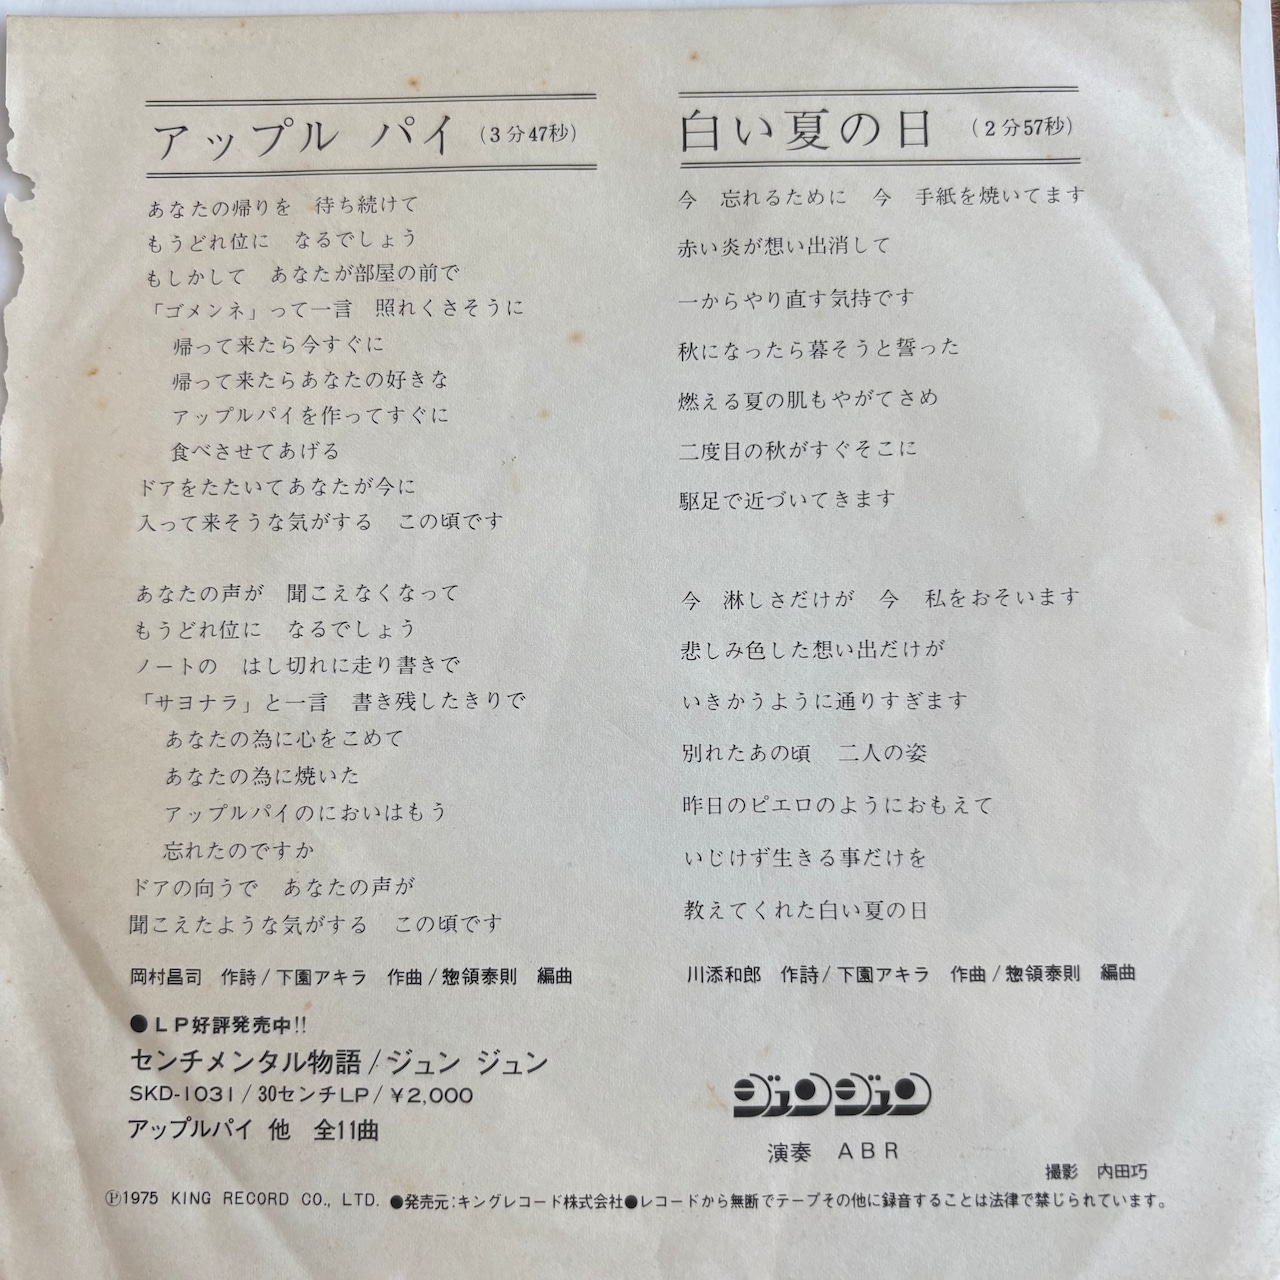 アップル パイ (3分47秒)
あなたの帰りを　待ち続けて
もうどれ位に　なるでしょう
もしかして　あなたが部屋の前で
「ゴメンネ」って一言　照れくさそうに
帰って来たら今すぐに
帰って来たらあなたの好きな
アップルパイを作ってすぐに
食べさせてあげる
ドアをたたいてあなたが今に
入って来そうな気がする　この頃です
あなたの声が　聞こえなくなって
もうどれ位に　なるでしょう
ノートの　はし切れに走り書きで
「サヨナラ」と一言　書き残したきりで
あなたの為に心をこめて
あなたの為に焼いた
アップルパイのにおいはもう
忘れたのですか
ドアの向うで　あなたの声が
聞こえたような気がする　この頃です
岡村昌司　作詩/下園アキラ　作曲/惣領泰則　編曲
●LP好評発売中!!
センチメンタル物語/ジュン ジュン
SKD-1031/30センチLP/¥2,000
アップルパイ 他　全11曲
白い夏の日 (2分57秒)
今　忘れるために　今　手紙を焼いてます
赤い炎が想い出消して
一からやり直す気持です
秋になったら暮そうと誓った
燃える夏の肌もやがてさめ
二度目の秋がすぐそこに
駆足で近づいてきます
今　淋しさだけが　今　私をおそいます
悲しみ色した想い出だけが
いきかうように通りすぎます
別れたあの頃　二人の姿
昨日のピエロのようにおもえて
いじけず生きる事だけを
教えてくれた白い夏の日
川添和郎　作詩/下園アキラ　作曲/惣領泰則　編曲
ジュンジュン
演奏　ABR
撮影　内田巧
Ⓟ1975 KING RECORD CO., LTD. ●発売元:キングレコード株式会社●レコードから無断でテープその他に録音することは法律で禁じられています。